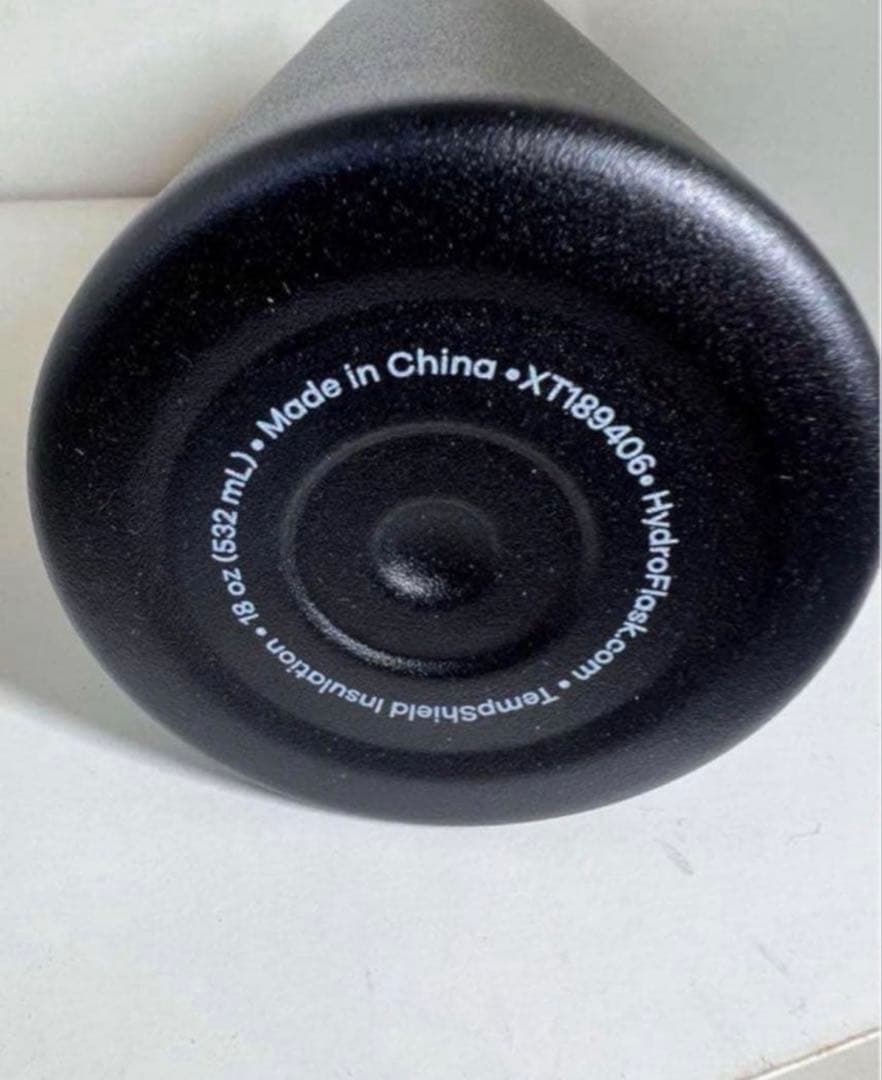 Made in China • XT189406 • HydroFlask.com • TempShield Insulation • 18 oz (532 mL) •